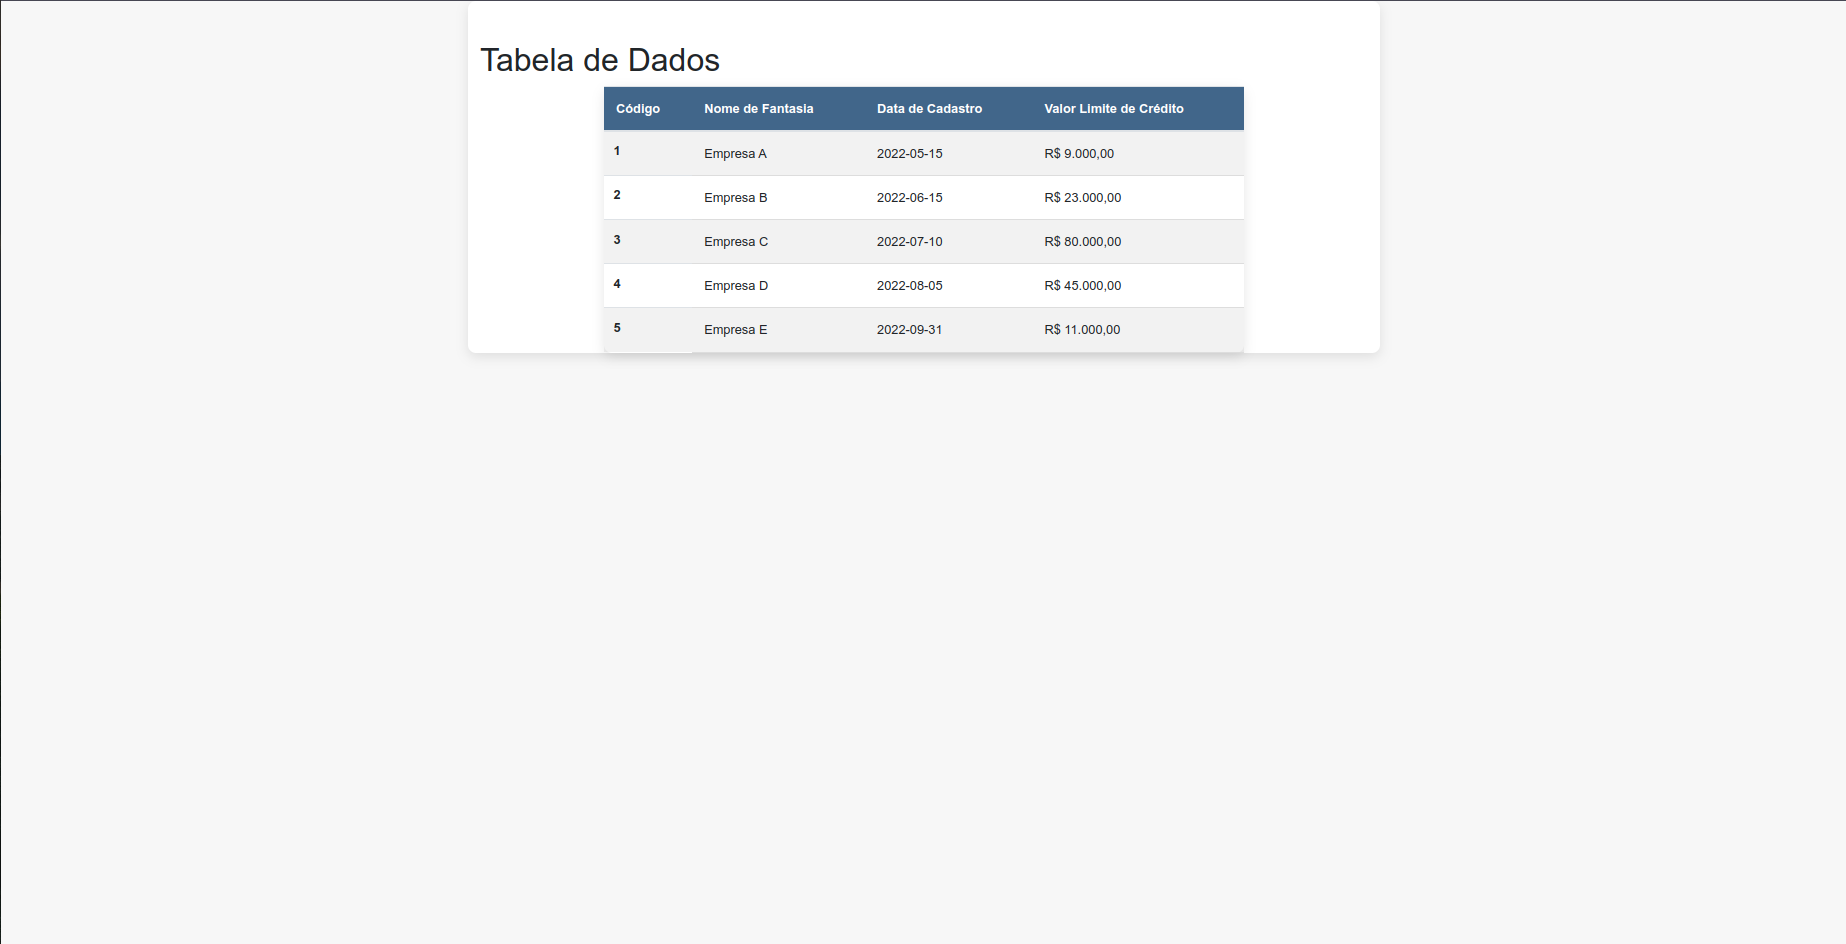 Tabela de Dados
Código Nome de Fantasia Data de Cadastro Valor Limite de Crédito
1 Empresa A 2022-05-15 R$ 9.000,00
2 Empresa B 2022-06-15 R$ 23.000,00
3 Empresa C 2022-07-10 R$ 80.000,00
4 Empresa D 2022-08-05 R$ 45.000,00
5 Empresa E 2022-09-31 R$ 11.000,00